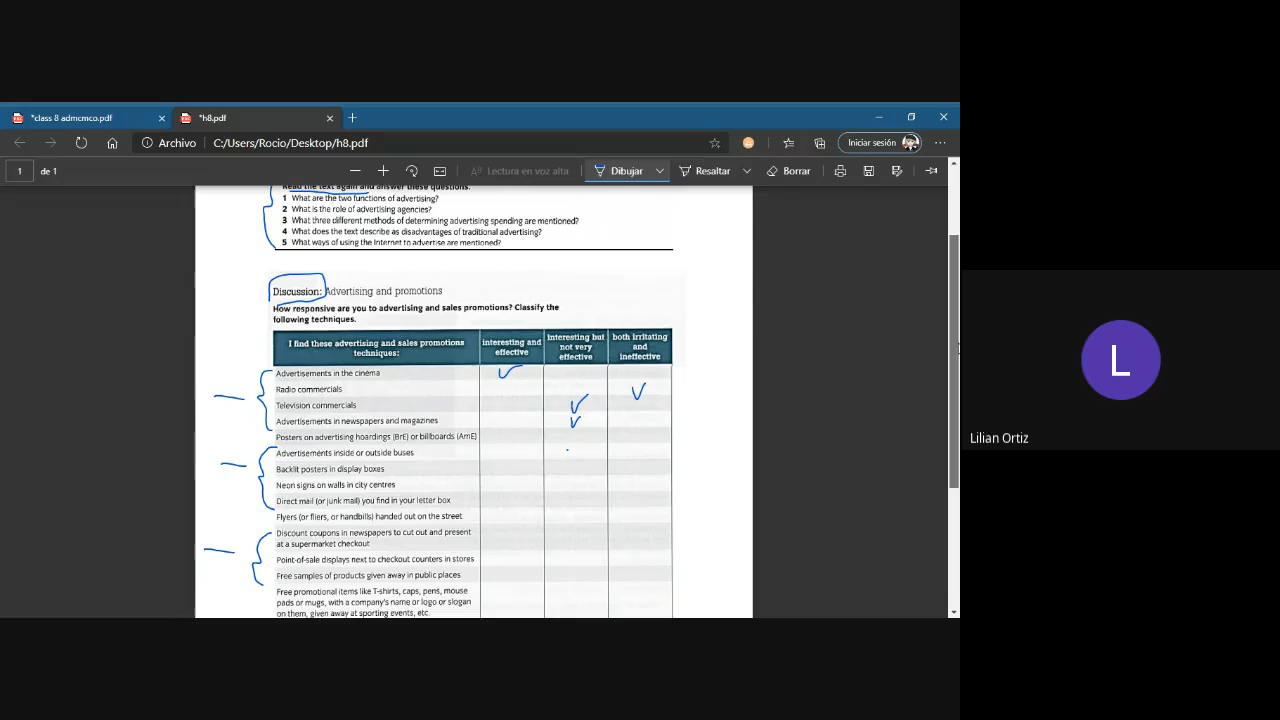 *class 8 admcmco.pdf
*h8.pdf
Archivo
C:/Users/Rocio/Desktop/h8.pdf
Iniciar sesión
1
de 1
Lectura en voz alta
Dibujar
Resaltar
Borrar
Read the text again and answer these questions.
1 What are the two functions of advertising?
2 What is the role of advertising agencies?
3 What three different methods of determining advertising spending are mentioned?
4 What does the text describe as disadvantages of traditional advertising?
5 What ways of using the Internet to advertise are mentioned?
Discussion: Advertising and promotions
How responsive are you to advertising and sales promotions? Classify the
following techniques.
I find these advertising and sales promotions
techniques:
interesting and
effective
interesting but
not very
effective
both irritating
and
ineffective
Advertisements in the cinema
Radio commercials
Television commercials
Advertisements in newspapers and magazines
Posters on advertising hoardings (BrE) or billboards (AmE)
Advertisements inside or outside buses
Backlit posters in display boxes
Neon signs on walls in city centres
Direct mail (or junk mail) you find in your letter box
Flyers (or fliers, or handbills) handed out on the street
Discount coupons in newspapers to cut out and present
at a supermarket checkout
Point-of-sale displays next to checkout counters in stores
Free samples of products given away in public places
Free promotional items like T-shirts, caps, pens, mouse
pads or mugs, with a company's name or logo or slogan
on them, given away at sporting events, etc.
L
Lilian Ortiz